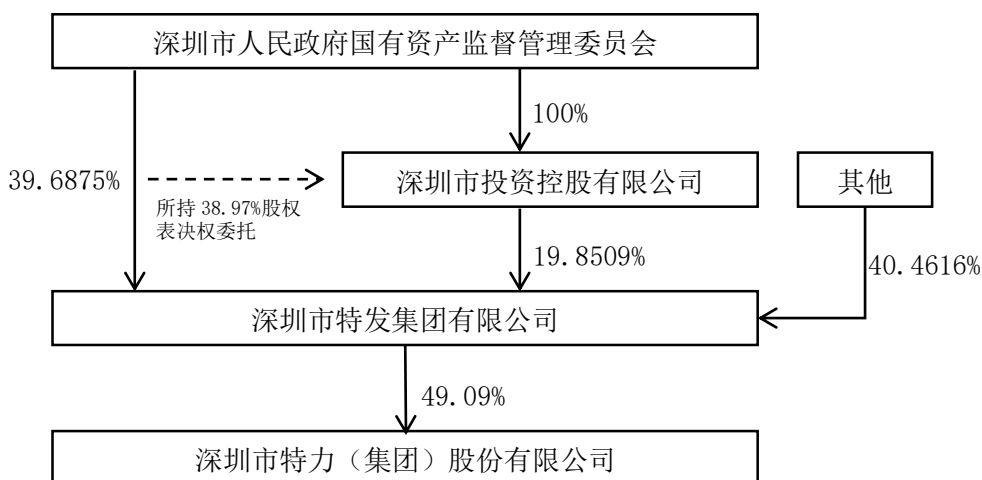 深圳市人民政府国有资产监督管理委员会
100%
39.6875%
深圳市投资控股有限公司
其他
所持 38.97%股权
表决权委托
19.8509%
40.4616%
深圳市特发集团有限公司
49.09%
深圳市特力（集团）股份有限公司